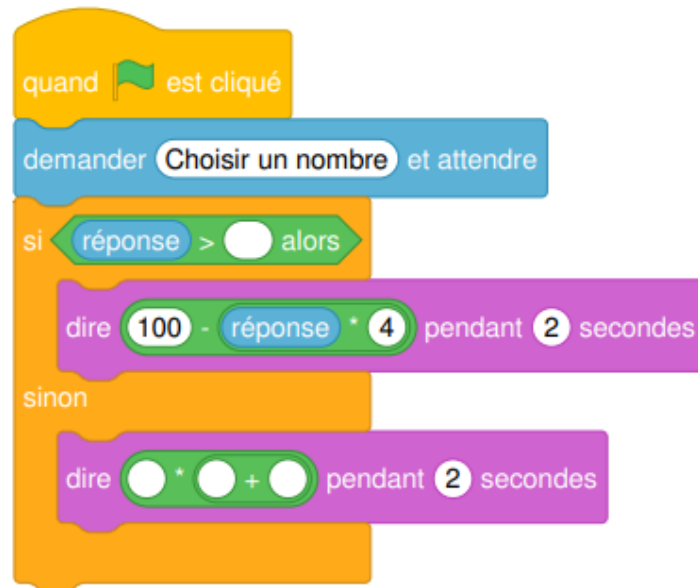 quand est cliqué
demander Choisir un nombre et attendre
si réponse > alors
dire 100 - réponse * 4 pendant 2 secondes
sinon
dire * + pendant 2 secondes